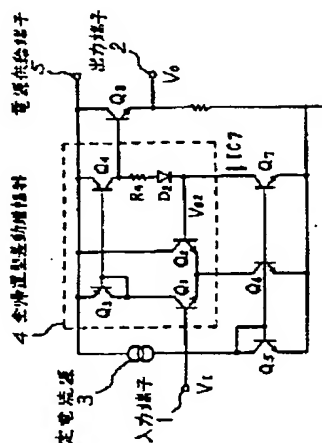 電源供給端子
5
出力端子
2
4 全帰還型差動増幅器
Q8
Vo
Q4
R4
D2
Q3
Q2
VB2
Q1
IC7
定電流源
3
入力端子
1
VI
Q5
Q6
Q7